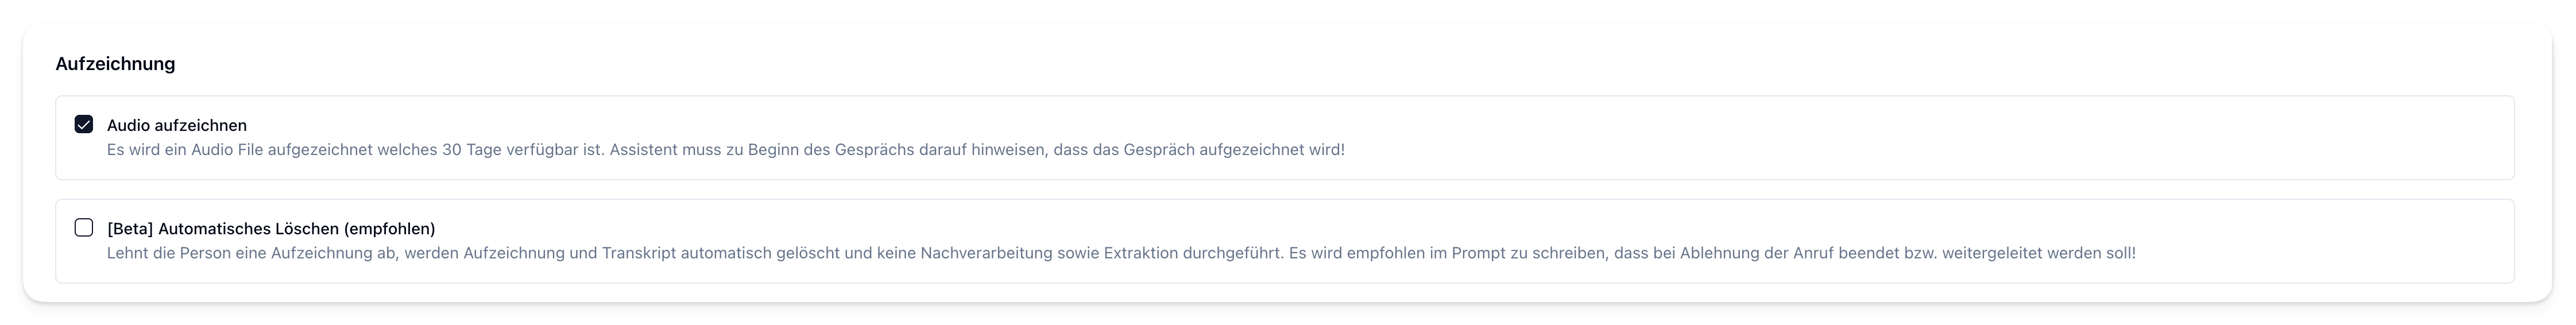 Aufzeichnung
Audio aufzeichnen
Es wird ein Audio File aufgezeichnet welches 30 Tage verfügbar ist. Assistent muss zu Beginn des Gesprächs darauf hinweisen, dass das Gespräch aufgezeichnet wird!
[Beta] Automatisches Löschen (empfohlen)
Lehnt die Person eine Aufzeichnung ab, werden Aufzeichnung und Transkript automatisch gelöscht und keine Nachverarbeitung sowie Extraktion durchgeführt. Es wird empfohlen im Prompt zu schreiben, dass bei Ablehnung der Anruf beendet bzw. weitergeleitet werden soll!